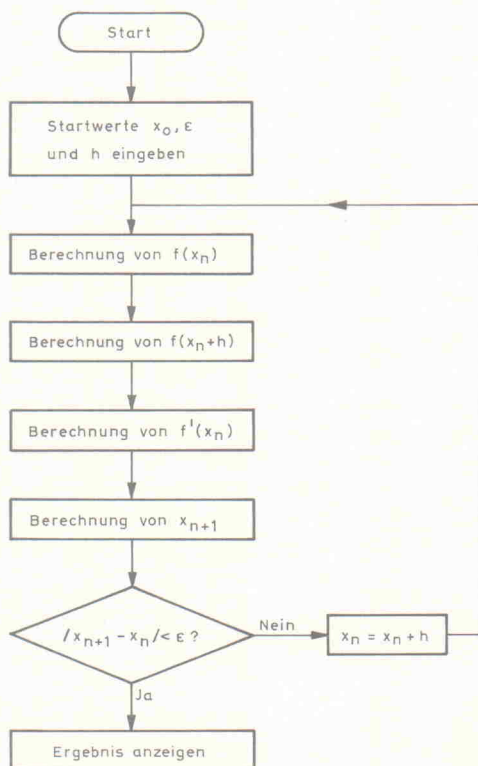 Start
Startwerte x₀, ε
und h eingeben
Berechnung von f(xₙ)
Berechnung von f(xₙ+h)
Berechnung von f'(xₙ)
Berechnung von xₙ₊₁
/xₙ₊₁ - xₙ/< ε ?
Nein
xₙ = xₙ + h
Ja
Ergebnis anzeigen